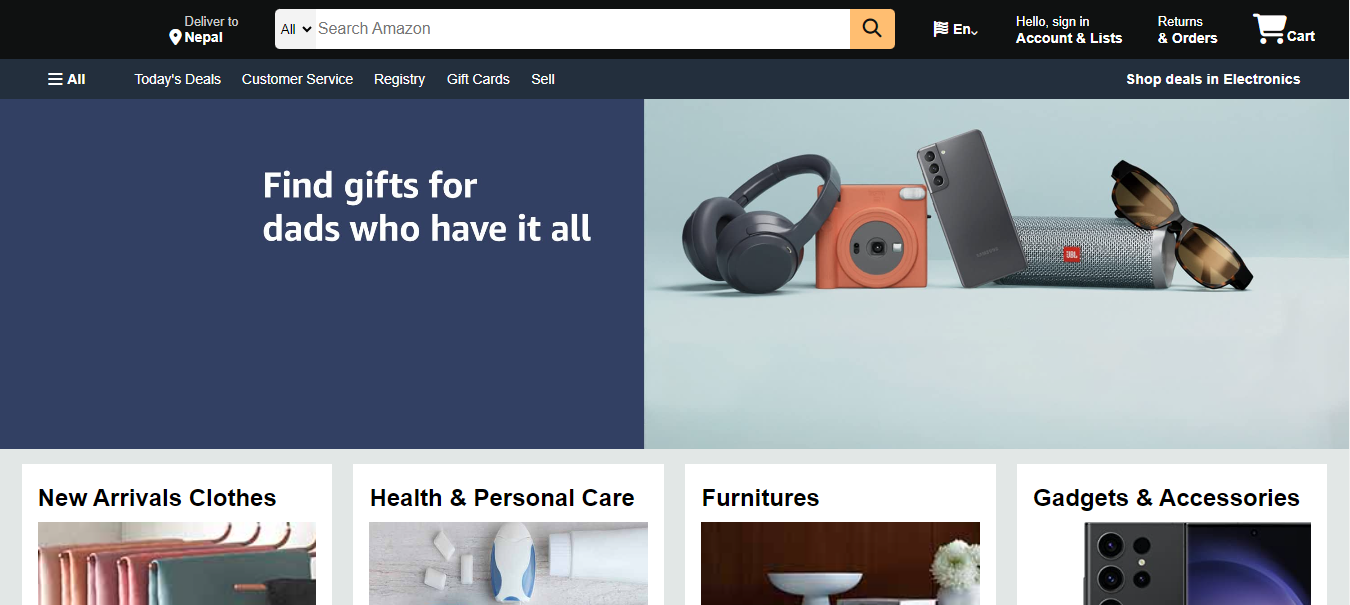 Deliver to
Nepal
All
Search Amazon
En
Hello, sign in
Account & Lists
Returns
& Orders
Cart
All
Today's Deals
Customer Service
Registry
Gift Cards
Sell
Shop deals in Electronics
Find gifts for
dads who have it all
JBL
New Arrivals Clothes
Health & Personal Care
Furnitures
Gadgets & Accessories